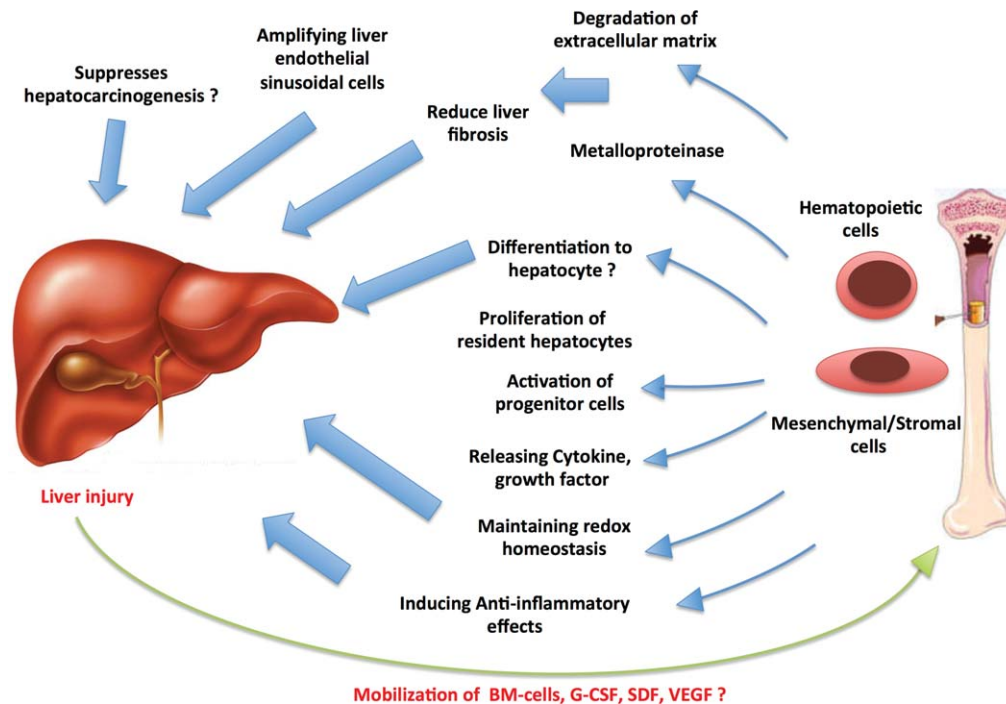 Degradation of
extracellular matrix
Amplifying liver
endothelial
sinusoidal cells
Suppresses
hepatocarcinogenesis ?
Reduce liver
fibrosis
Metalloproteinase
Hematopoietic
cells
Differentiation to
hepatocyte ?
Proliferation of
resident hepatocytes
Activation of
progenitor cells
Mesenchymal/Stromal
cells
Releasing Cytokine,
growth factor
Liver injury
Maintaining redox
homeostasis
Inducing Anti-inflammatory
effects
Mobilization of BM-cells, G-CSF, SDF, VEGF ?